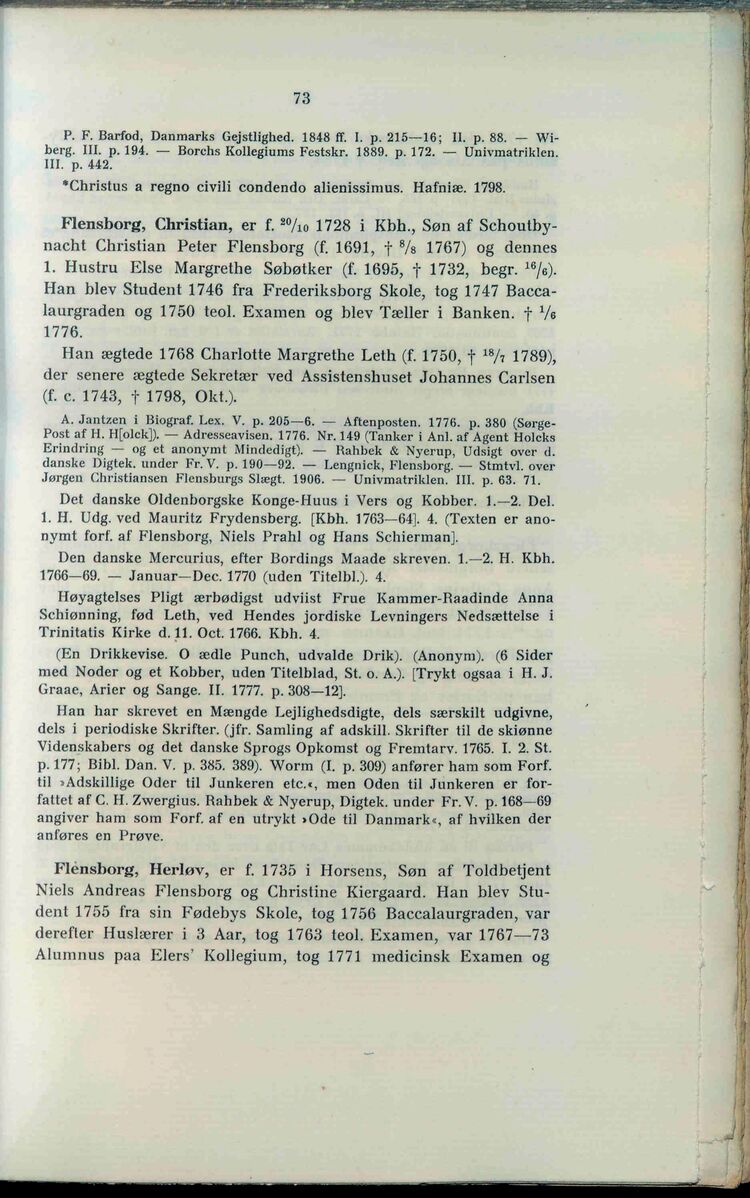 73
P. F. Barfod, Danmarks Gejstlighed. 1848 ff. I. p. 215—16; II. p. 88. — Wi-
berg. III. p. 194. — Borchs Kollegiums Festskr. 1889. p. 172. — Univmatriklen.
III. p. 442.
*Christus a regno civili condendo alienissimus. Hafniæ. 1798.
Flensborg, Christian, er f. 20/10 1728 i Kbh., Søn af Schoutby-
nacht Christian Peter Flensborg (f. 1691, † 8/8 1767) og dennes
1. Hustru Else Margrethe Søbøtker (f. 1695, † 1732, begr. 16/6).
Han blev Student 1746 fra Frederiksborg Skole, tog 1747 Bacca-
laurgraden og 1750 teol. Examen og blev Tæller i Banken. † 1/6
1776.
Han ægtede 1768 Charlotte Margrethe Leth (f. 1750, † 18/7 1789),
der senere ægtede Sekretær ved Assistenshuset Johannes Carlsen
(f. c. 1743, † 1798, Okt.).
A. Jantzen i Biograf. Lex. V. p. 205—6. — Aftenposten. 1776. p. 380 (Sørge-
Post af H. H[olck]). — Adresseavisen. 1776. Nr. 149 (Tanker i Anl. af Agent Holcks
Erindring — og et anonymt Mindedigt). — Rahbek & Nyerup, Udsigt over d.
danske Digtek. under Fr. V. p. 190—92. — Lengnick, Flensborg. — Stmtvl. over
Jørgen Christiansen Flensburgs Slægt. 1906. — Univmatriklen. III. p. 63. 71.
Det danske Oldenborgske Konge-Huus i Vers og Kobber. 1.—2. Del.
1. H. Udg. ved Mauritz Frydensberg. [Kbh. 1763—64]. 4. (Texten er ano-
nymt forf. af Flensborg, Niels Prahl og Hans Schierman].
Den danske Mercurius, efter Bordings Maade skreven. 1.—2. H. Kbh.
1766—69. — Januar—Dec. 1770 (uden Titelbl.). 4.
Høyagtelses Pligt ærbødigst udviist Frue Kammer-Raadinde Anna
Schiønning, fød Leth, ved Hendes jordiske Levningers Nedsættelse i
Trinitatis Kirke d. 11. Oct. 1766. Kbh. 4.
(En Drikkevise. O ædle Punch, udvalde Drik). (Anonym). (6 Sider
med Noder og et Kobber, uden Titelblad, St. o. A.). [Trykt ogsaa i H. J.
Graae, Arier og Sange. II. 1777. p. 308—12].
Han har skrevet en Mængde Lejlighedsdigte, dels særskilt udgivne,
dels i periodiske Skrifter. (jfr. Samling af adskill. Skrifter til de skiønne
Videnskabers og det danske Sprogs Opkomst og Fremtarv. 1765. I. 2. St.
p. 177; Bibl. Dan. V. p. 385. 389). Worm (I. p. 309) anfører ham som Forf.
til »Adskillige Oder til Junkeren etc.«, men Oden til Junkeren er for-
fattet af C. H. Zwergius. Rahbek & Nyerup, Digtek. under Fr. V. p. 168—69
angiver ham som Forf. af en utrykt »Ode til Danmark«, af hvilken der
anføres en Prøve.
Flensborg, Herløv, er f. 1735 i Horsens, Søn af Toldbetjent
Niels Andreas Flensborg og Christine Kiergaard. Han blev Stu-
dent 1755 fra sin Fødebys Skole, tog 1756 Baccalaurgraden, var
derefter Huslærer i 3 Aar, tog 1763 teol. Examen, var 1767—73
Alumnus paa Elers' Kollegium, tog 1771 medicinsk Examen og